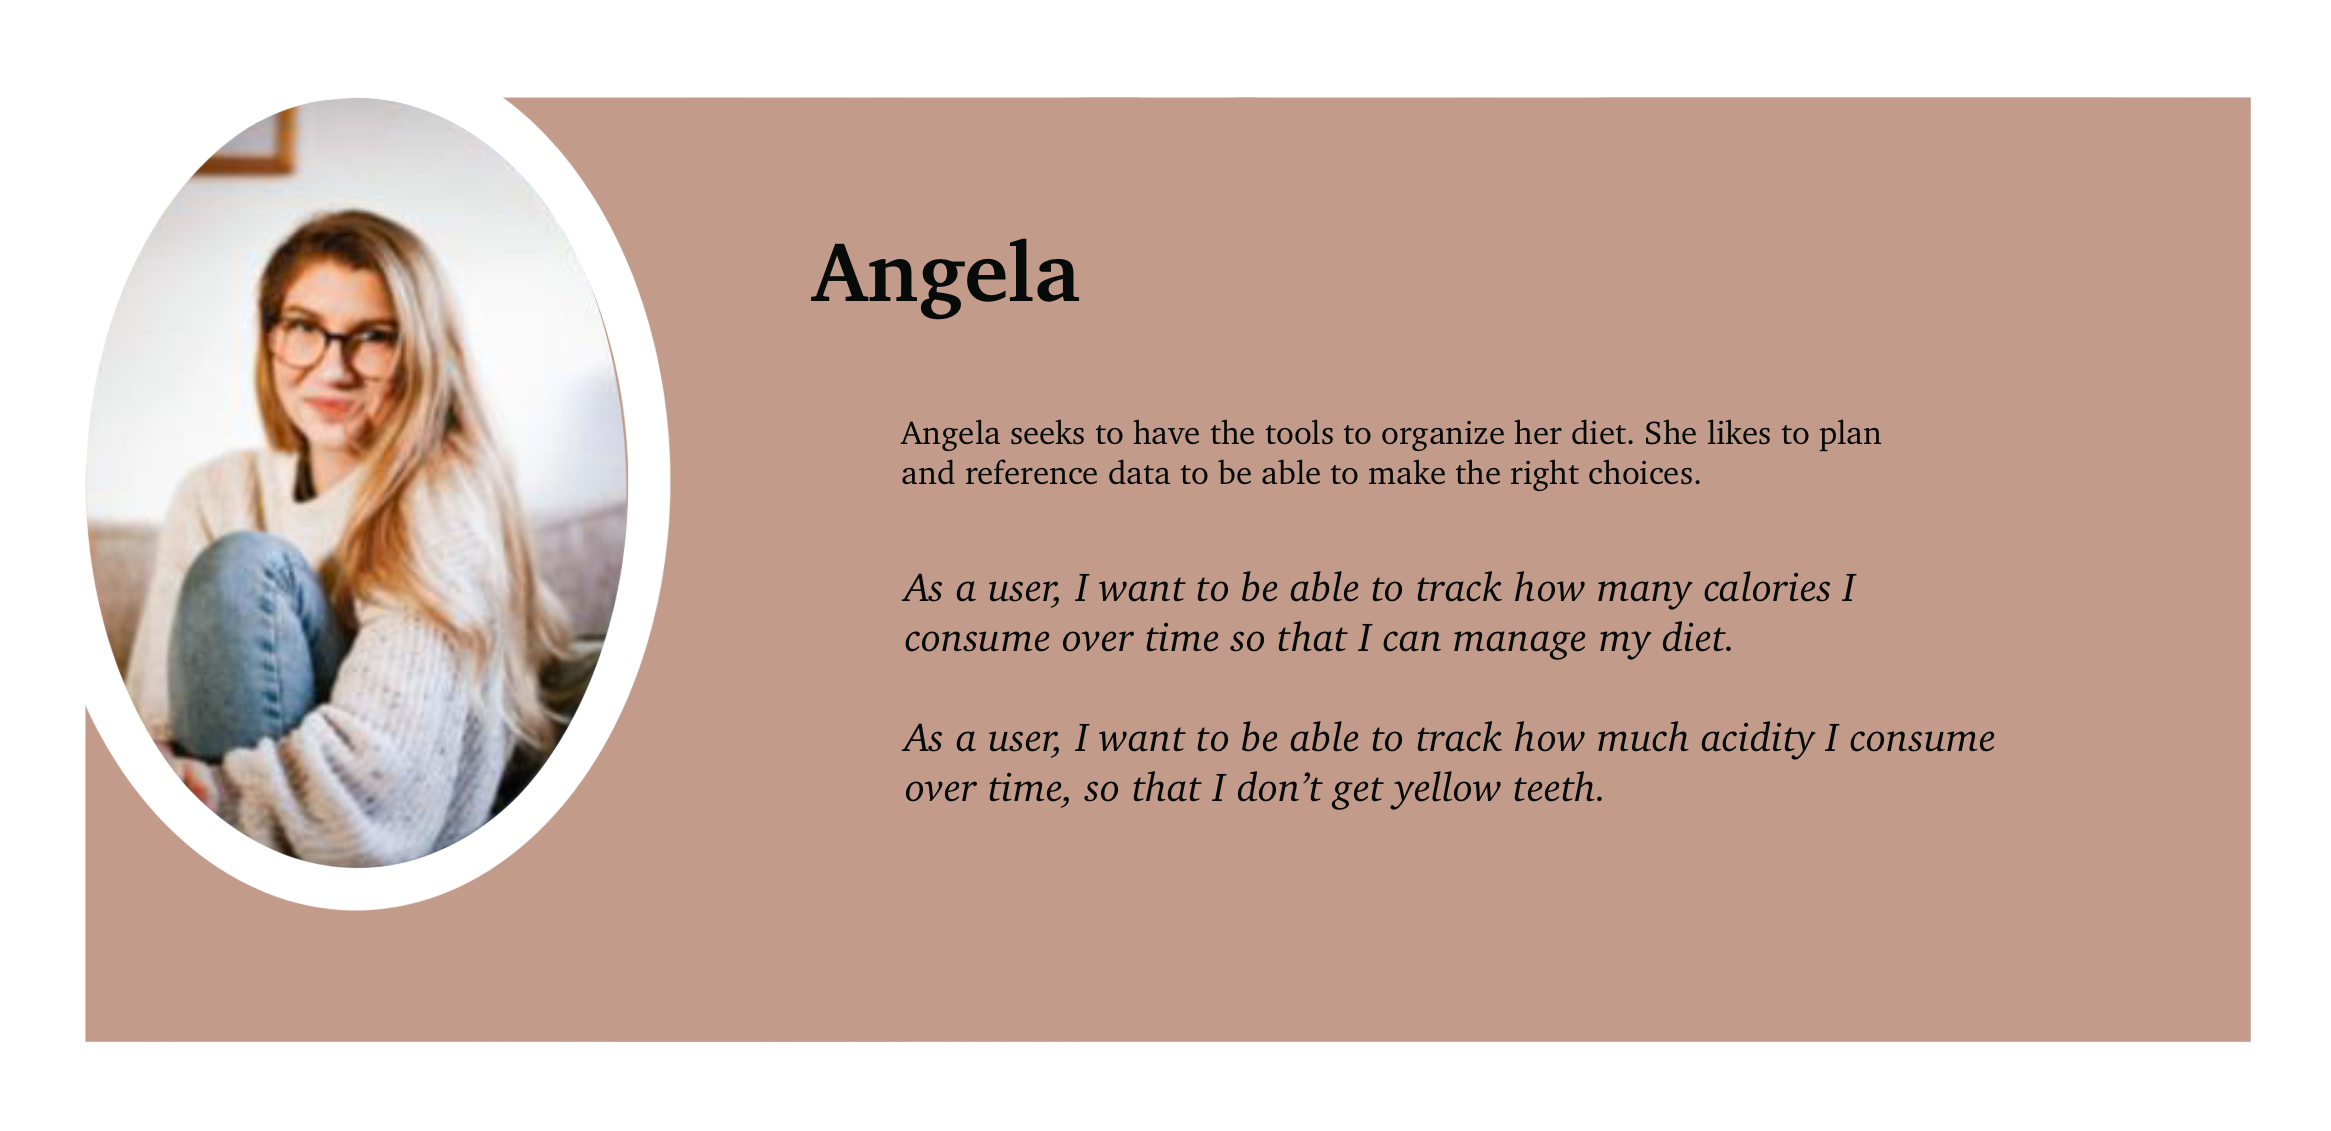 Angela
Angela seeks to have the tools to organize her diet. She likes to plan
and reference data to be able to make the right choices.
As a user, I want to be able to track how many calories I
consume over time so that I can manage my diet.
As a user, I want to be able to track how much acidity I consume
over time, so that I don’t get yellow teeth.